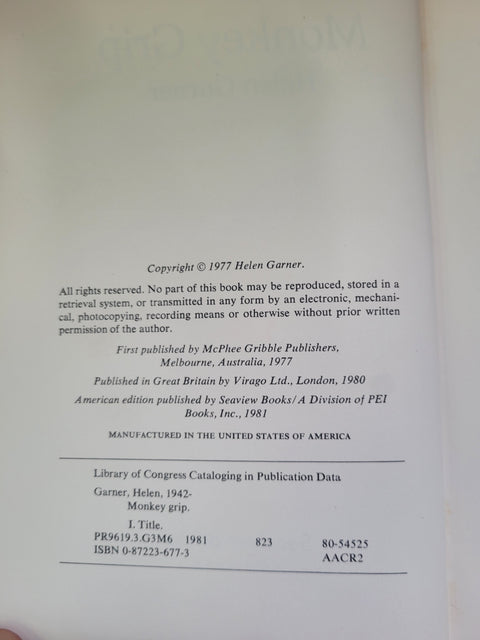 Monkey Grip
Helen Garner
Copyright © 1977 Helen Garner.
All rights reserved. No part of this book may be reproduced, stored in a
retrieval system, or transmitted in any form by an electronic, mechani-
cal, photocopying, recording means or otherwise without prior written
permission of the author.
First published by McPhee Gribble Publishers,
Melbourne, Australia, 1977
Published in Great Britain by Virago Ltd., London, 1980
American edition published by Seaview Books/A Division of PEI
Books, Inc., 1981
MANUFACTURED IN THE UNITED STATES OF AMERICA
Library of Congress Cataloging in Publication Data
Garner, Helen, 1942-
Monkey grip.
I. Title.
PR9619.3.G3M6 1981 823 80-54525
ISBN 0-87223-677-3 AACR2